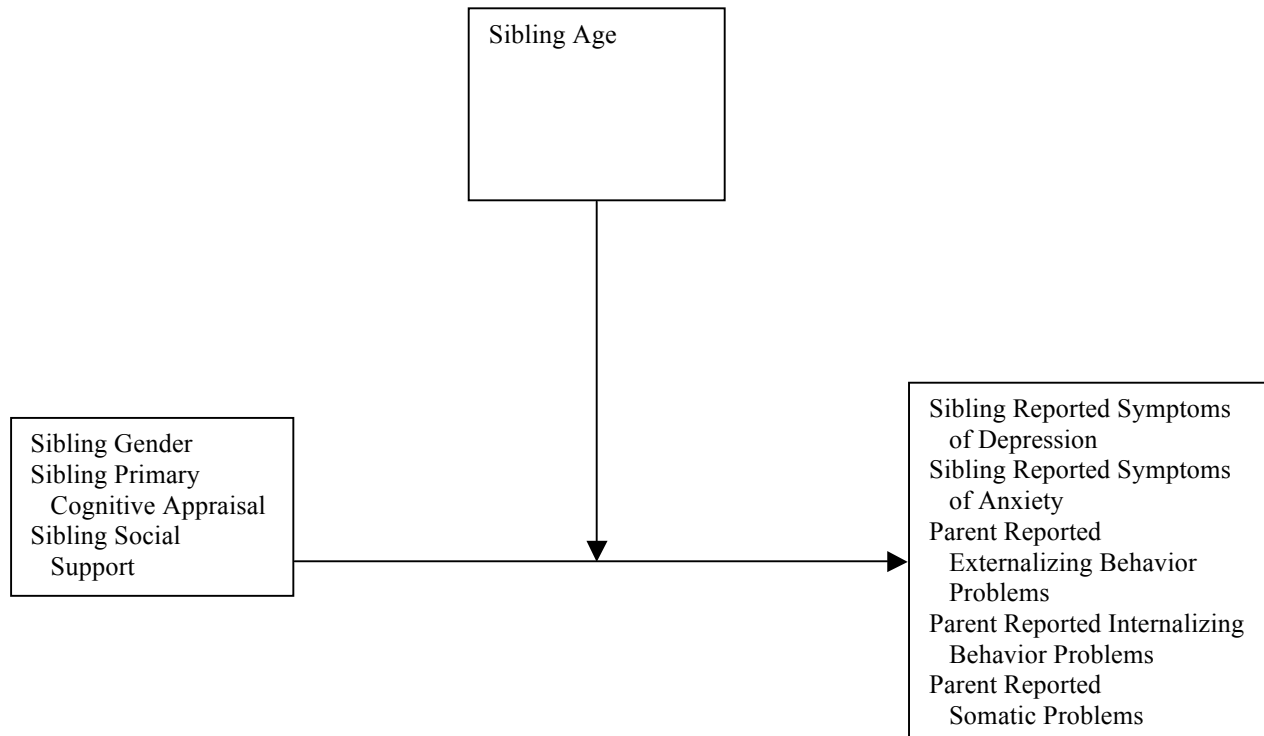 Sibling Age
Sibling Gender
Sibling Primary
Cognitive Appraisal
Sibling Social
Support
Sibling Reported Symptoms
of Depression
Sibling Reported Symptoms
of Anxiety
Parent Reported
Externalizing Behavior
Problems
Parent Reported Internalizing
Behavior Problems
Parent Reported
Somatic Problems